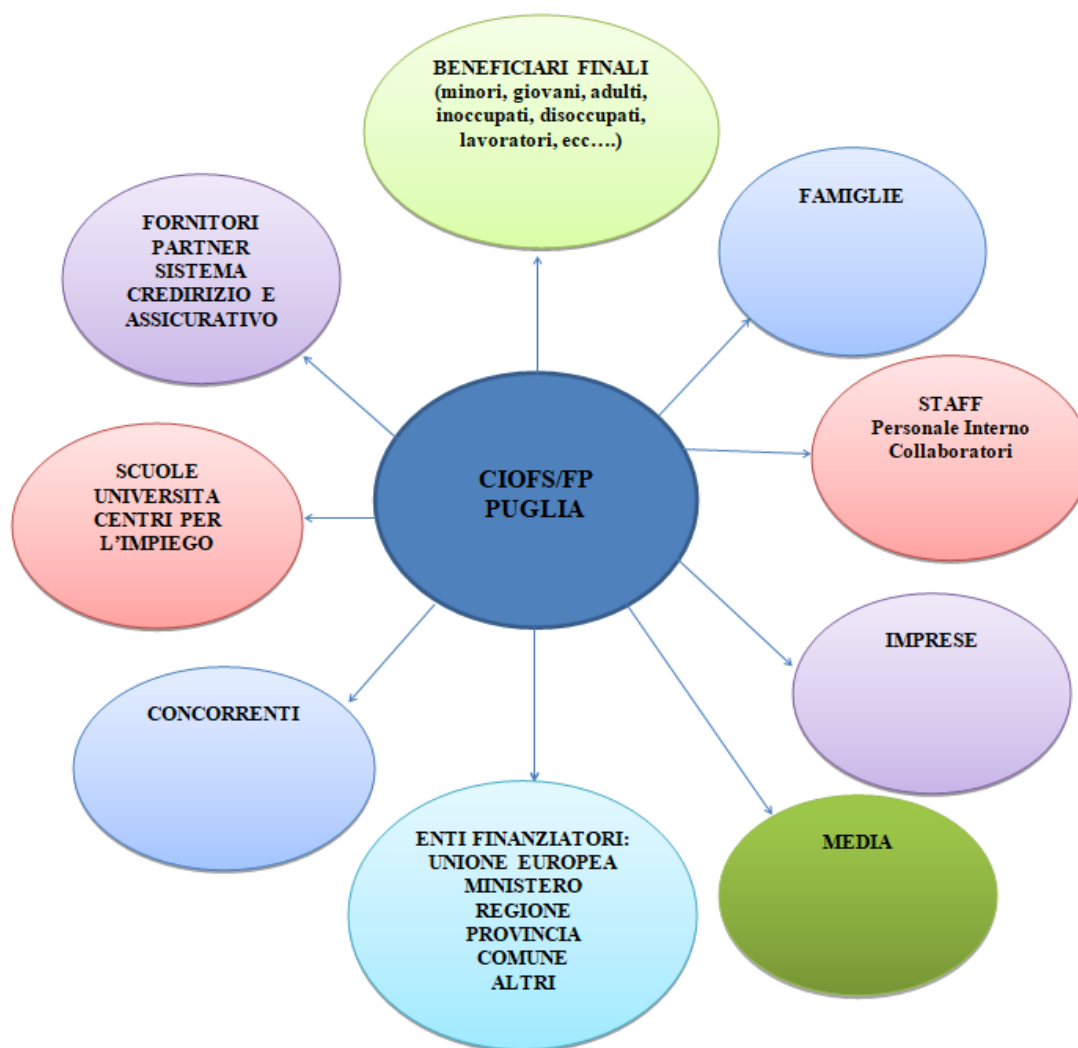 BENEFICIARI FINALI
(minori, giovani, adulti,
inoccupati, disoccupati,
lavoratori, ecc….)
FAMIGLIE
FORNITORI
PARTNER
SISTEMA
CREDIRIZIO E
ASSICURATIVO
STAFF
Personale Interno
Collaboratori
CIOFS/FP
PUGLIA
SCUOLE
UNIVERSITA
CENTRI PER
L’IMPIEGO
IMPRESE
CONCORRENTI
ENTI FINANZIATORI:
UNIONE EUROPEA
MINISTERO
REGIONE
PROVINCIA
COMUNE
ALTRI
MEDIA